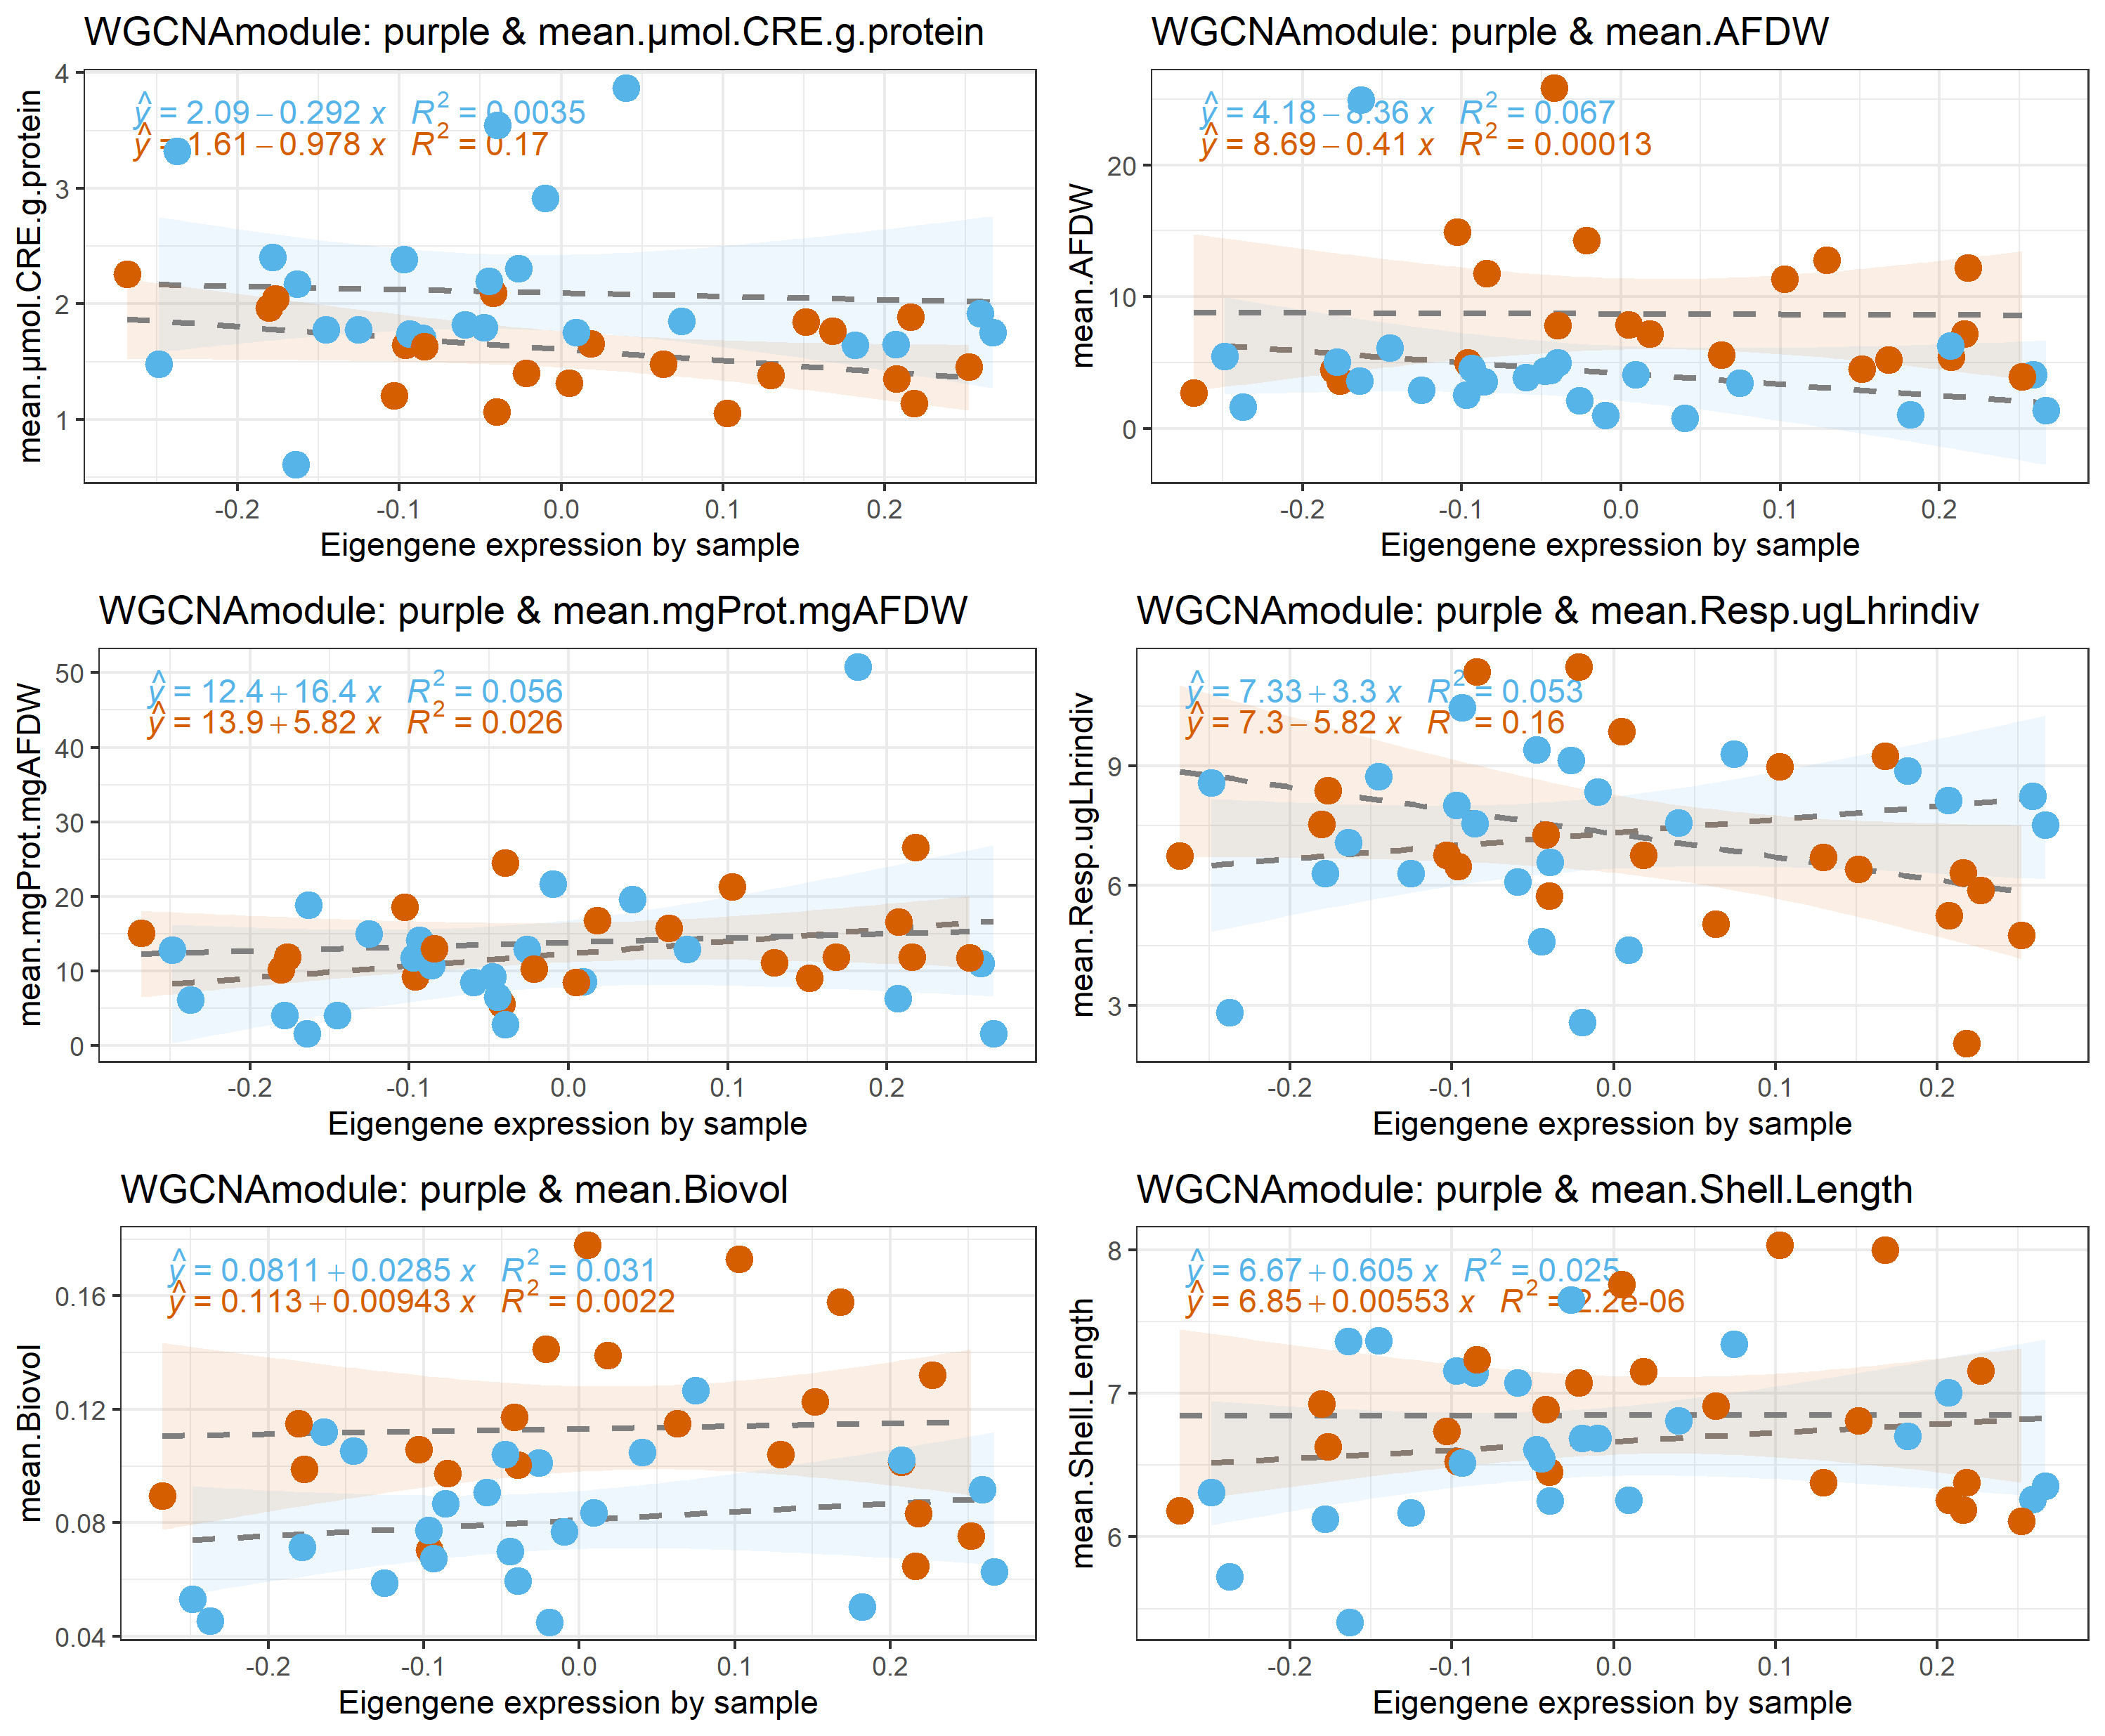 WGCNAmodule: purple & mean.µmol.CRE.g.protein
mean.µmol.CRE.g.protein
4
3
2
1
ŷ = 2.09 − 0.292 x R² = 0.0035
ŷ = 1.61 − 0.978 x R² = 0.17
-0.2 -0.1 0.0 0.1 0.2
Eigengene expression by sample
WGCNAmodule: purple & mean.AFDW
mean.AFDW
20
10
0
ŷ = 4.18 − 8.36 x R² = 0.067
ŷ = 8.69 − 0.41 x R² = 0.00013
-0.2 -0.1 0.0 0.1 0.2
Eigengene expression by sample
WGCNAmodule: purple & mean.mgProt.mgAFDW
mean.mgProt.mgAFDW
50
40
30
20
10
0
ŷ = 12.4 + 16.4 x R² = 0.056
ŷ = 13.9 + 5.82 x R² = 0.026
-0.2 -0.1 0.0 0.1 0.2
Eigengene expression by sample
WGCNAmodule: purple & mean.Resp.ugLhrindiv
mean.Resp.ugLhrindiv
9
6
3
ŷ = 7.33 + 3.3 x R² = 0.053
ŷ = 7.3 − 5.82 x R = 0.16
-0.2 -0.1 0.0 0.1 0.2
Eigengene expression by sample
WGCNAmodule: purple & mean.Biovol
mean.Biovol
0.16
0.12
0.08
0.04
ŷ = 0.0811 + 0.0285 x R² = 0.031
ŷ = 0.113 + 0.00943 x R² = 0.0022
-0.2 -0.1 0.0 0.1 0.2
Eigengene expression by sample
WGCNAmodule: purple & mean.Shell.Length
mean.Shell.Length
8
7
6
ŷ = 6.67 + 0.605 x R² = 0.025
ŷ = 6.85 + 0.00553 x R² = 2.2e-06
-0.2 -0.1 0.0 0.1 0.2
Eigengene expression by sample